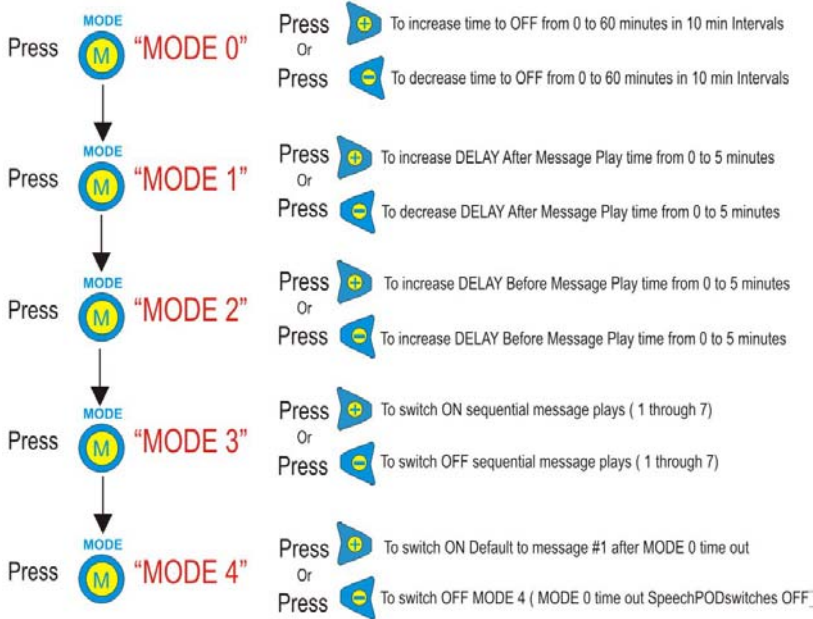 MODE
Press M "MODE 0" Press + To increase time to OFF from 0 to 60 minutes in 10 min Intervals
Or
Press − To decrease time to OFF from 0 to 60 minutes in 10 min Intervals
MODE
Press M "MODE 1" Press + To increase DELAY After Message Play time from 0 to 5 minutes
Or
Press − To decrease DELAY After Message Play time from 0 to 5 minutes
MODE
Press M "MODE 2" Press + To increase DELAY Before Message Play time from 0 to 5 minutes
Or
Press − To increase DELAY Before Message Play time from 0 to 5 minutes
MODE
Press M "MODE 3" Press + To switch ON sequential message plays ( 1 through 7)
Or
Press − To switch OFF sequential message plays ( 1 through 7)
MODE
Press M "MODE 4" Press + To switch ON Default to message #1 after MODE 0 time out
Or
Press − To switch OFF MODE 4 ( MODE 0 time out SpeechPODswitches OFF